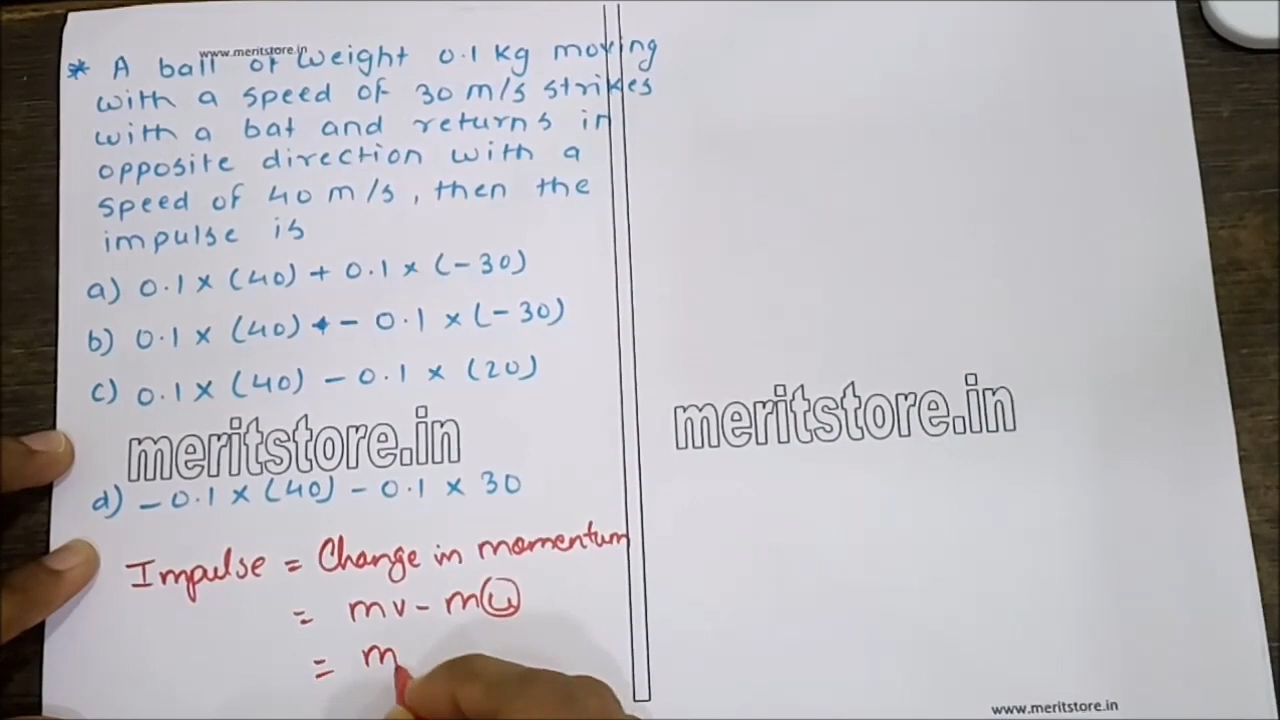 www.meritstore.in
* A ball of weight 0.1 kg moving
with a speed of 30 m/s strikes
with a bat and returns in
opposite direction with a
speed of 40 m/s, then the
impulse is
a) 0.1 × (40) + 0.1 × (-30)
b) 0.1 × (40) - 0.1 × (-30)
c) 0.1 × (40) - 0.1 × (20)
meritstore.in
d) - 0.1 × (40) - 0.1 × 30
Impulse = Change in momentum
= mv - mu
= m
meritstore.in
www.meritstore.in